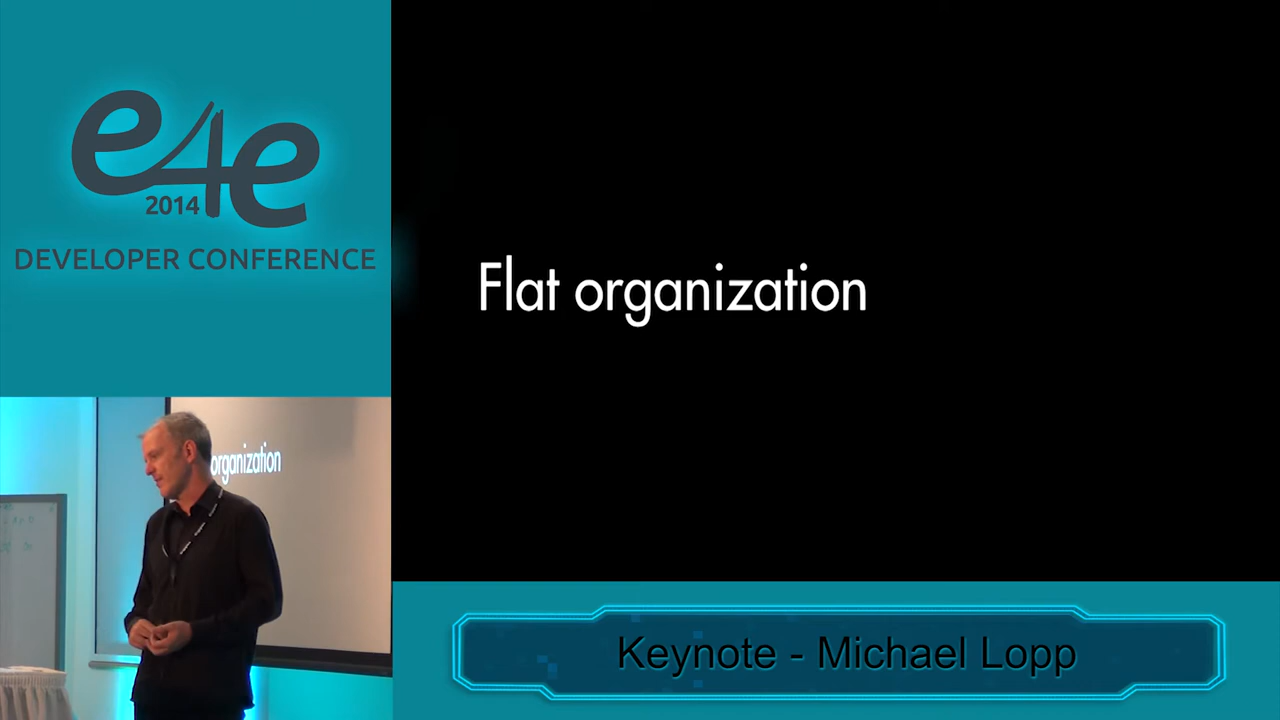 e4e
2014
DEVELOPER CONFERENCE
Flat organization
organization
Keynote - Michael Lopp